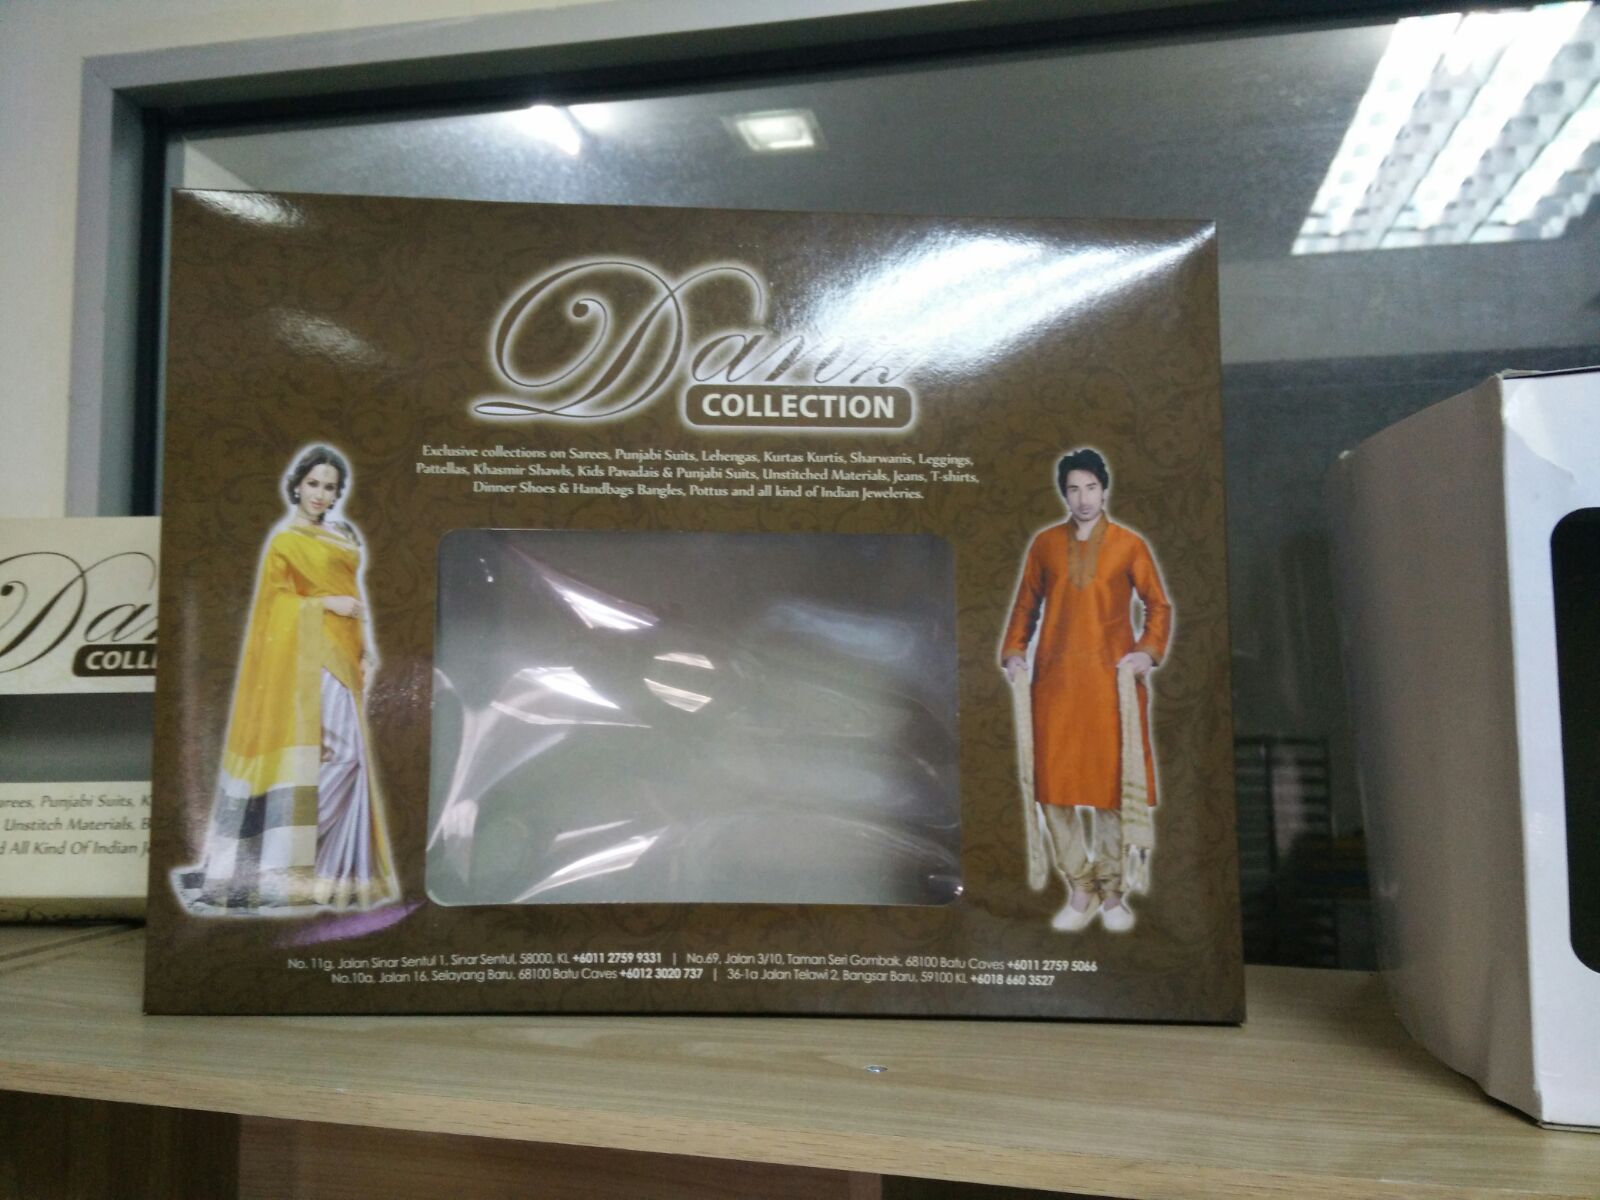 COLLECTION
Exclusive collections on Sarees, Punjabi Suits, Lehengas, Kurtas Kurtis, Sharwanis, Leggings,
Pattellas, Khasmir Shawls, Kids Pavadais & Punjabi Suits, Unstitched Materials, Jeans, T-shirts,
Dinner Shoes & Handbags Bangles, Pottus and all kind of Indian Jeweleries.
No. 11g, Jalan Sinar Sentul 1, Sinar Sentul, 58000, KL +6011 2759 9331 | No.69, Jalan 3/10, Taman Seri Gombak, 68100 Batu Caves +6011 2759 5066
No.10a, Jalan 16, Selayang Baru, 68100 Batu Caves +6012 3020 737 | 36-1a Jalan Telawi 2, Bangsar Baru, 59100 KL +6018 660 3527
COLL
arees, Punjabi Suits, K
Unstitch Materials, B
d All Kind Of Indian J